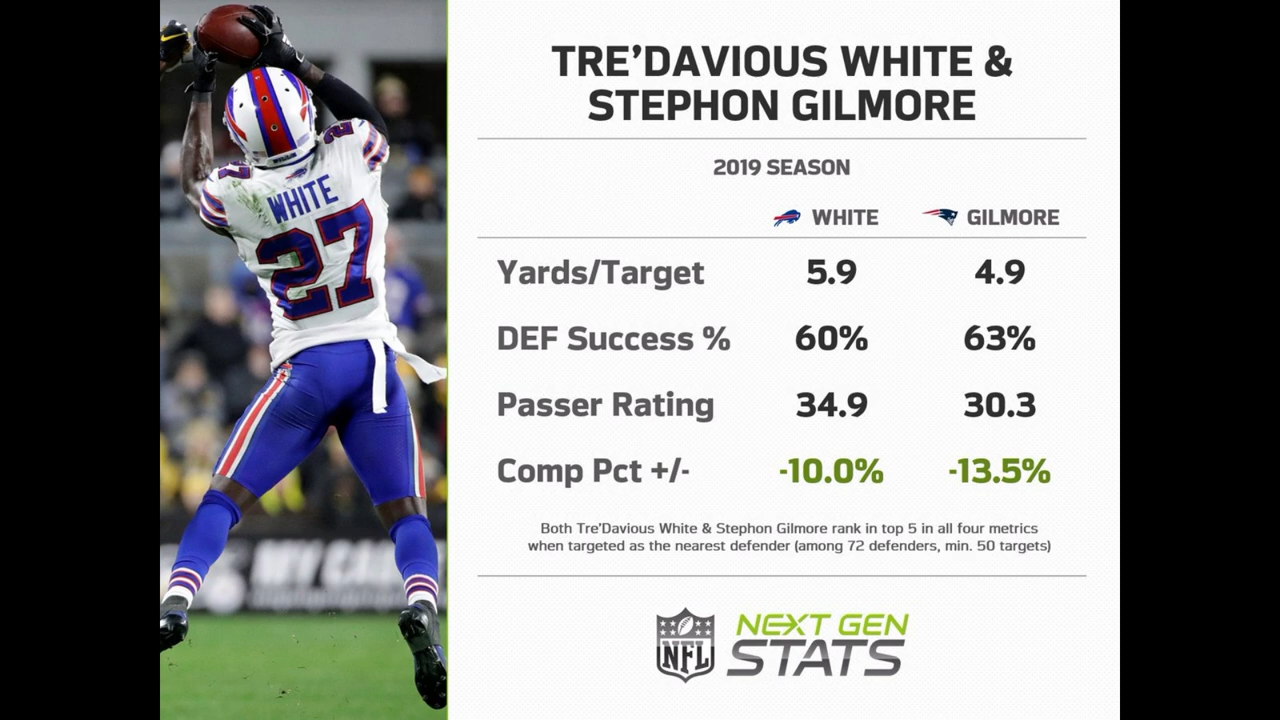 TRE'DAVIOUS WHITE &
STEPHON GILMORE
2019 SEASON
WHITE GILMORE
Yards/Target 5.9 4.9
DEF Success % 60% 63%
Passer Rating 34.9 30.3
Comp Pct +/- -10.0% -13.5%
Both Tre'Davious White & Stephon Gilmore rank in top 5 in all four metrics
when targeted as the nearest defender (among 72 defenders, min. 50 targets)
NFL
NEXT GEN
STATS
WHITE
27
27
MY CA